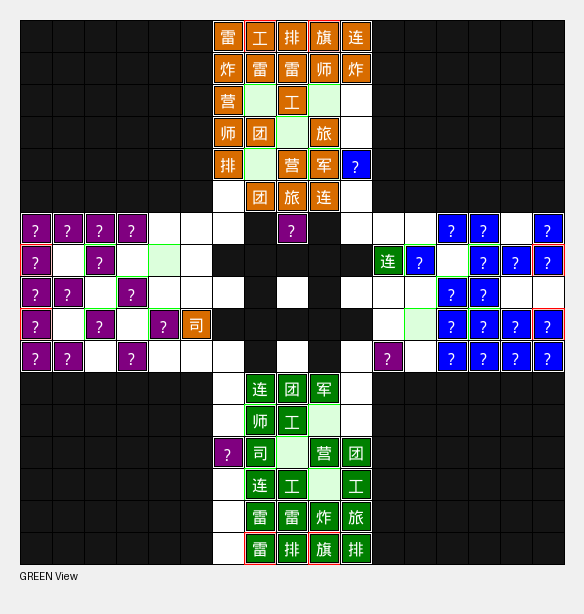 雷 工 排 旗 连
炸 雷 雷 师 炸
营 工
师 团 旅
排 营 军 ?
团 旅 连
? ? ? ? ? ? ? ?
? ? 连 ? ? ? ?
? ? ? ? ?
? ? ? 司 ? ? ? ?
? ? ? ? ? ? ? ?
连 团 军
师 工
? 司 营 团
连 工 工
雷 雷 炸 旅
雷 排 旗 排
GREEN View